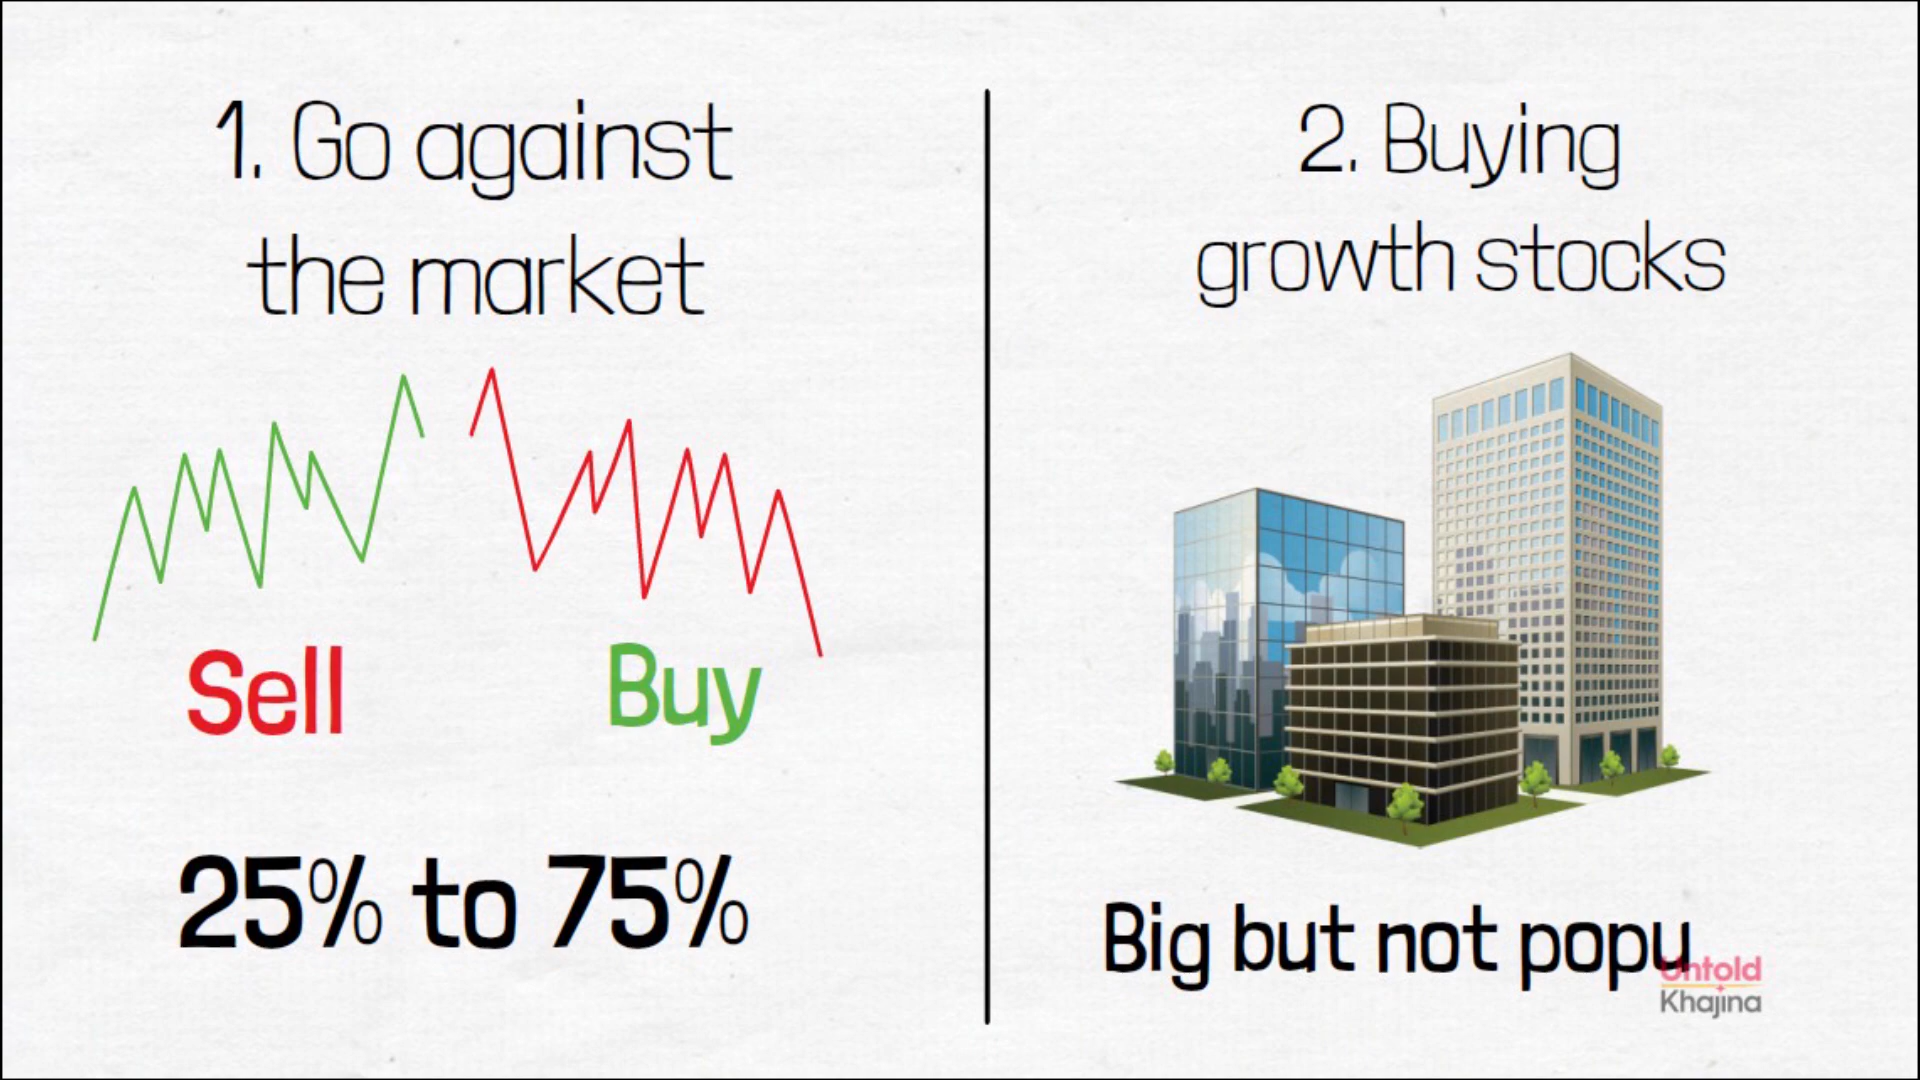 1. Go against
the market
Sell
Buy
25% to 75%
2. Buying
growth stocks
Big but not popu
Untold
Khajina